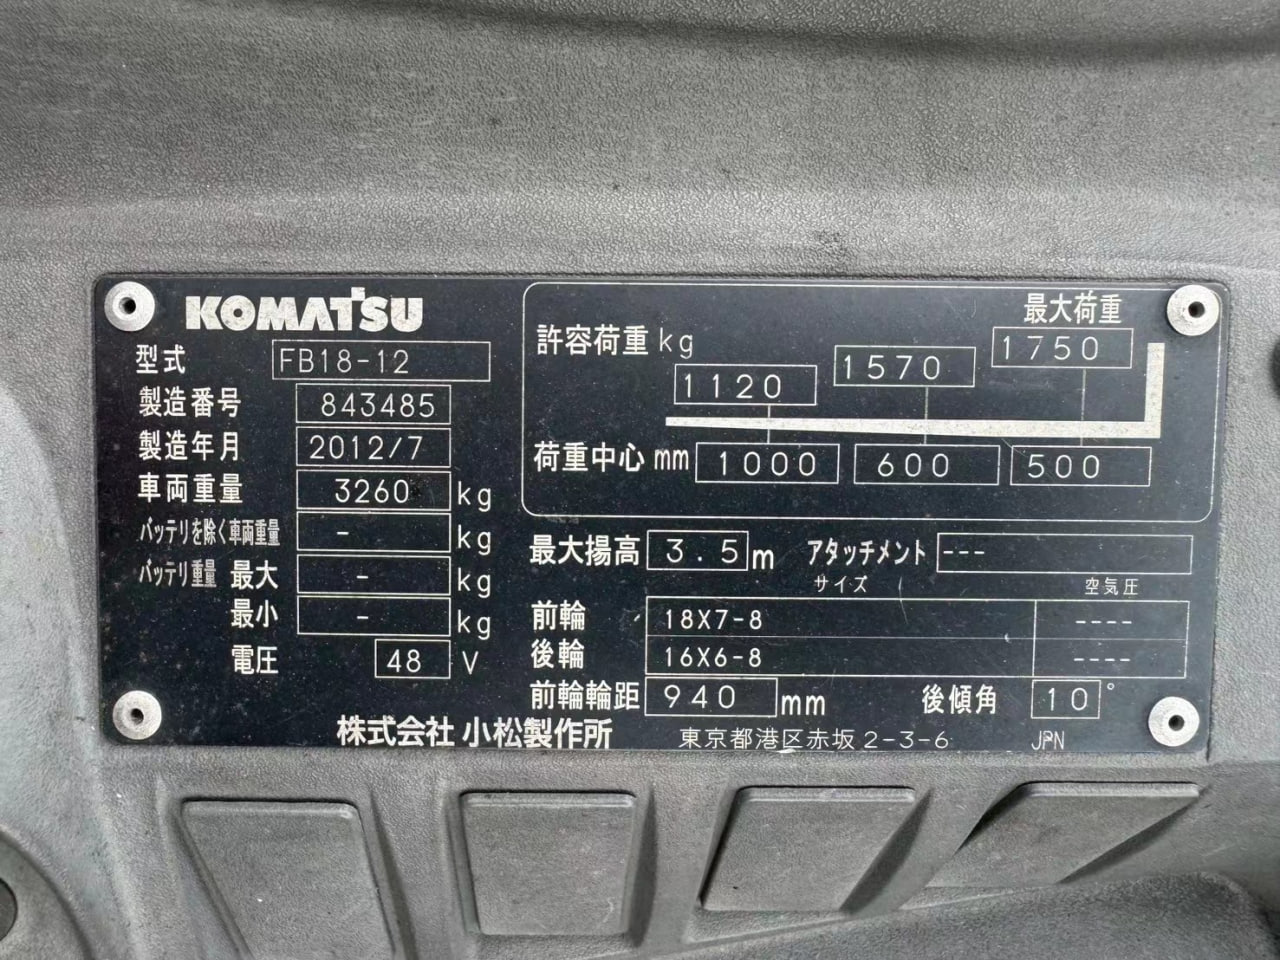 KOMATSU
型式 FB18-12
製造番号 843485
製造年月 2012/7
車両重量 3260 kg
バッテリを除く車両重量 - kg
バッテリ重量 最大 - kg
最小 - kg
電圧 48 V
最大荷重
許容荷重 kg 1120 1570 1750
荷重中心 mm 1000 600 500
最大揚高 3.5 m アタッチメント ---
サイズ 空気圧
前輪 18X7-8 ----
後輪 16X6-8 ----
前輪輪距 940 mm 後傾角 10°
株式会社 小松製作所 東京都港区赤坂2-3-6 JPN